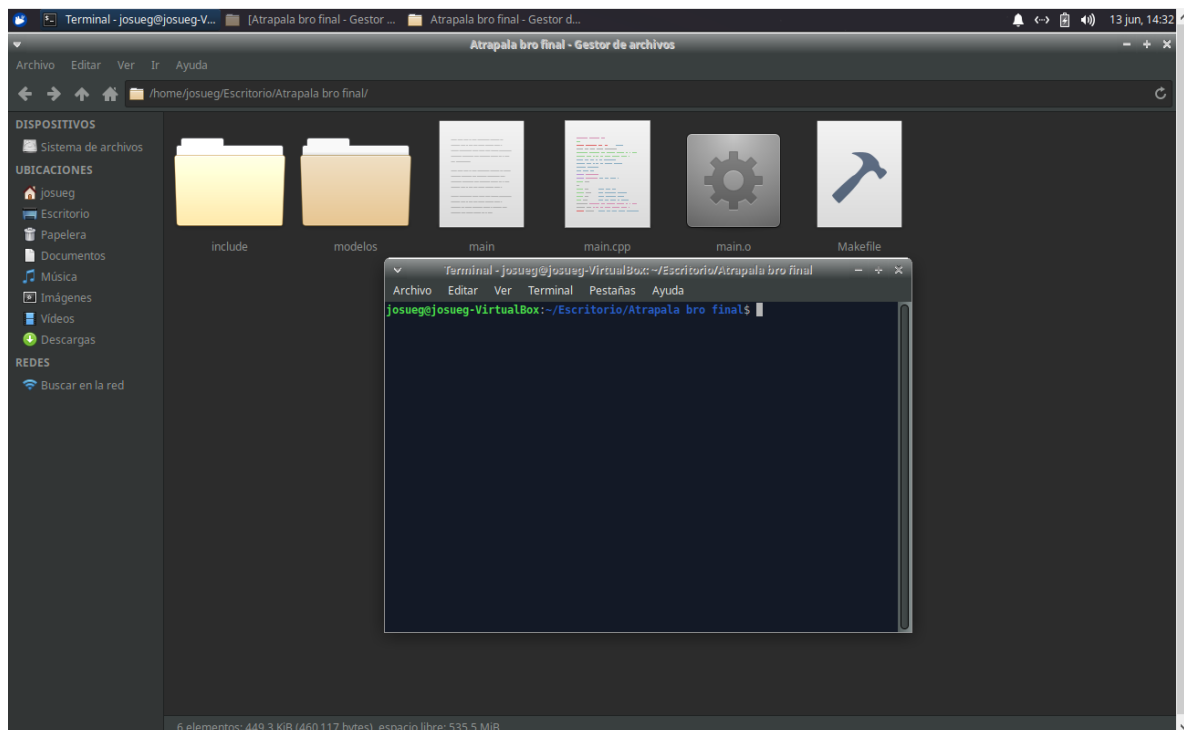 Terminal - josueg@josueg-V...
[Atrapala bro final - Gestor ...
Atrapala bro final - Gestor d...
13 jun, 14:32
Atrapala bro final - Gestor de archivos
Archivo Editar Ver Ir Ayuda
/home/josueg/Escritorio/Atrapala bro final/
DISPOSITIVOS
Sistema de archivos
UBICACIONES
josueg
Escritorio
Papelera
Documentos
Música
Imágenes
Vídeos
Descargas
REDES
Buscar en la red
include
modelos
main
main.cpp
main.o
Makefile
Terminal - josueg@josueg-VirtualBox: ~/Escritorio/Atrapala bro final
Archivo Editar Ver Terminal Pestañas Ayuda
josueg@josueg-VirtualBox:~/Escritorio/Atrapala bro final$
6 elementos: 449,3 KiB (460.117 bytes), espacio libre: 535,5 MiB